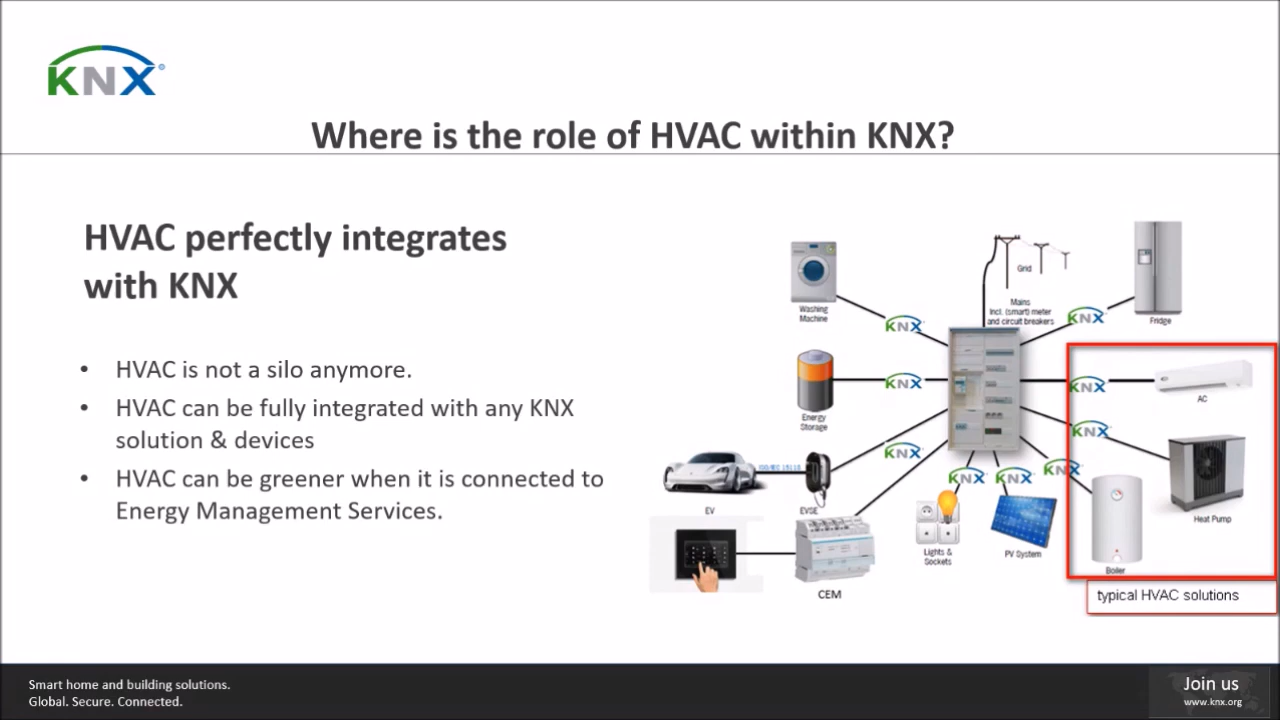 KNX®
Where is the role of HVAC within KNX?
HVAC perfectly integrates
with KNX
• HVAC is not a silo anymore.
• HVAC can be fully integrated with any KNX
solution & devices
• HVAC can be greener when it is connected to
Energy Management Services.
Grid
Mains
Incl. (smart) meter
and circuit breakers
Washing
Machine
KNX
KNX
Fridge
Energy
Storage
KNX
KNX
AC
KNX
KNX
EV
ISO/IEC 15118
EVSE
KNX
KNX
KNX
Heat Pump
Lights &
Sockets
PV System
Boiler
CEM
typical HVAC solutions
Smart home and building solutions.
Global. Secure. Connected.
Join us
www.knx.org